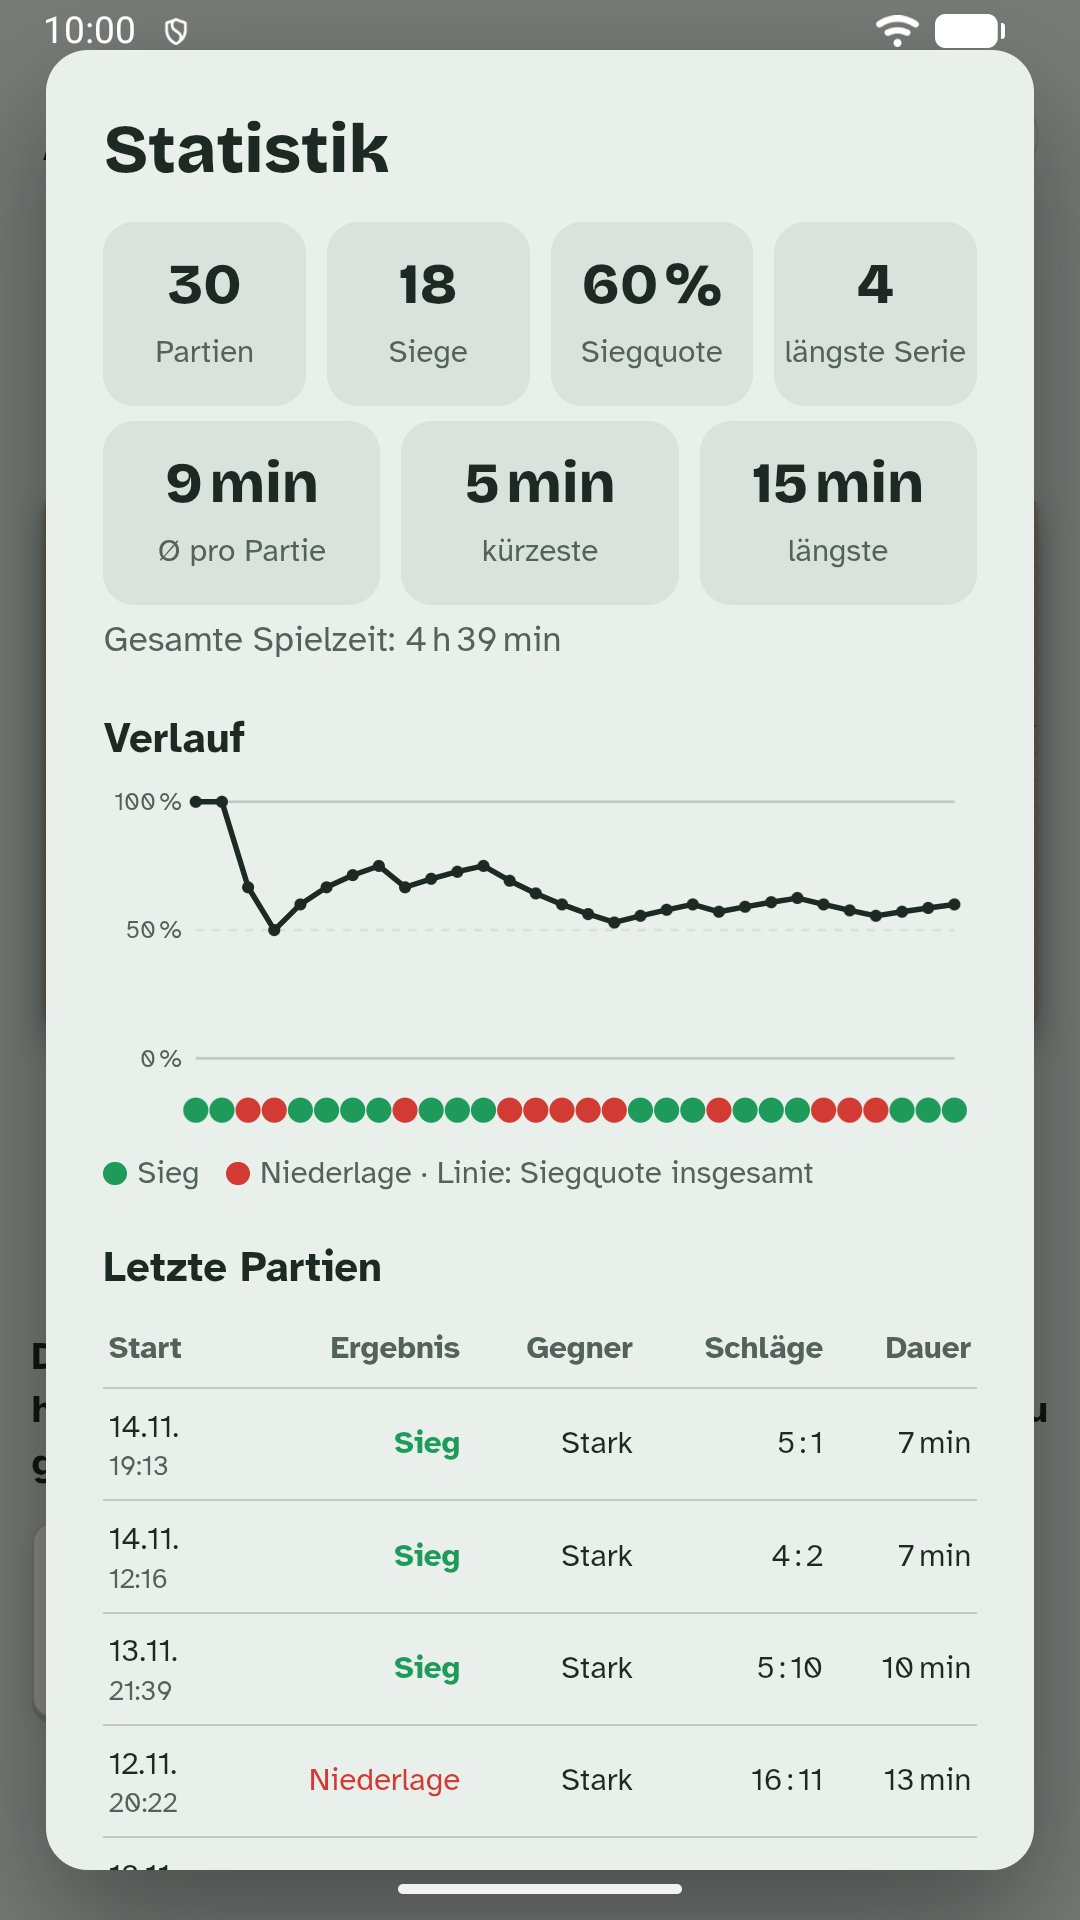 10:00
Statistik
30 18 60 % 4
Partien Siege Siegquote längste Serie
9 min 5 min 15 min
Ø pro Partie kürzeste längste
Gesamte Spielzeit: 4 h 39 min
Verlauf
100 %
50 %
0 %
Sieg Niederlage · Linie: Siegquote insgesamt
Letzte Partien
Start Ergebnis Gegner Schläge Dauer
14.11.
19:13 Sieg Stark 5:1 7 min
14.11.
12:16 Sieg Stark 4:2 7 min
13.11.
21:39 Sieg Stark 5:10 10 min
12.11.
20:22 Niederlage Stark 16:11 13 min